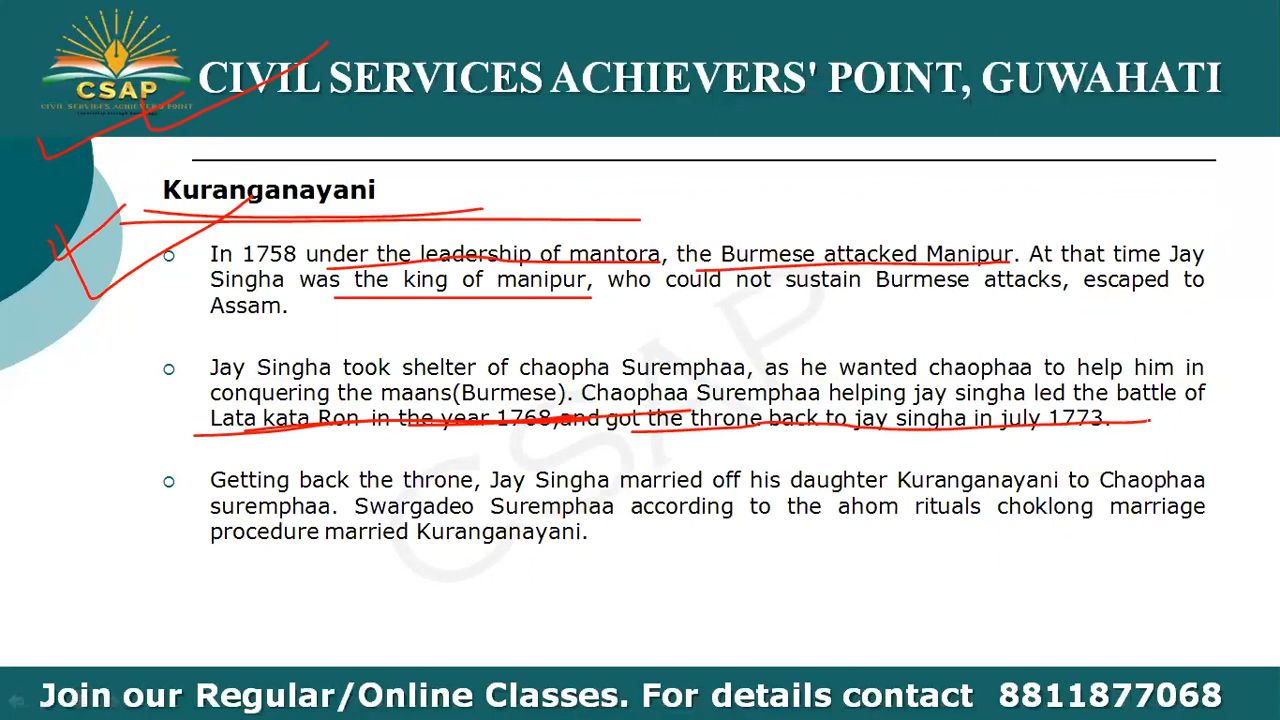 CSAP
CIVIL SERVICES ACHIEVER'S POINT
CIVIL SERVICES ACHIEVERS' POINT, GUWAHATI
Kuranganayani
In 1758 under the leadership of mantora, the Burmese attacked Manipur. At that time Jay
Singha was the king of manipur, who could not sustain Burmese attacks, escaped to
Assam.
Jay Singha took shelter of chaopha Suremphaa, as he wanted chaophaa to help him in
conquering the maans(Burmese). Chaophaa Suremphaa helping jay singha led the battle of
Lata kata Ron in the year 1768,and got the throne back to jay singha in july 1773.
Getting back the throne, Jay Singha married off his daughter Kuranganayani to Chaophaa
suremphaa. Swargadeo Suremphaa according to the ahom rituals choklong marriage
procedure married Kuranganayani.
CSAP
Join our Regular/Online Classes. For details contact 8811877068